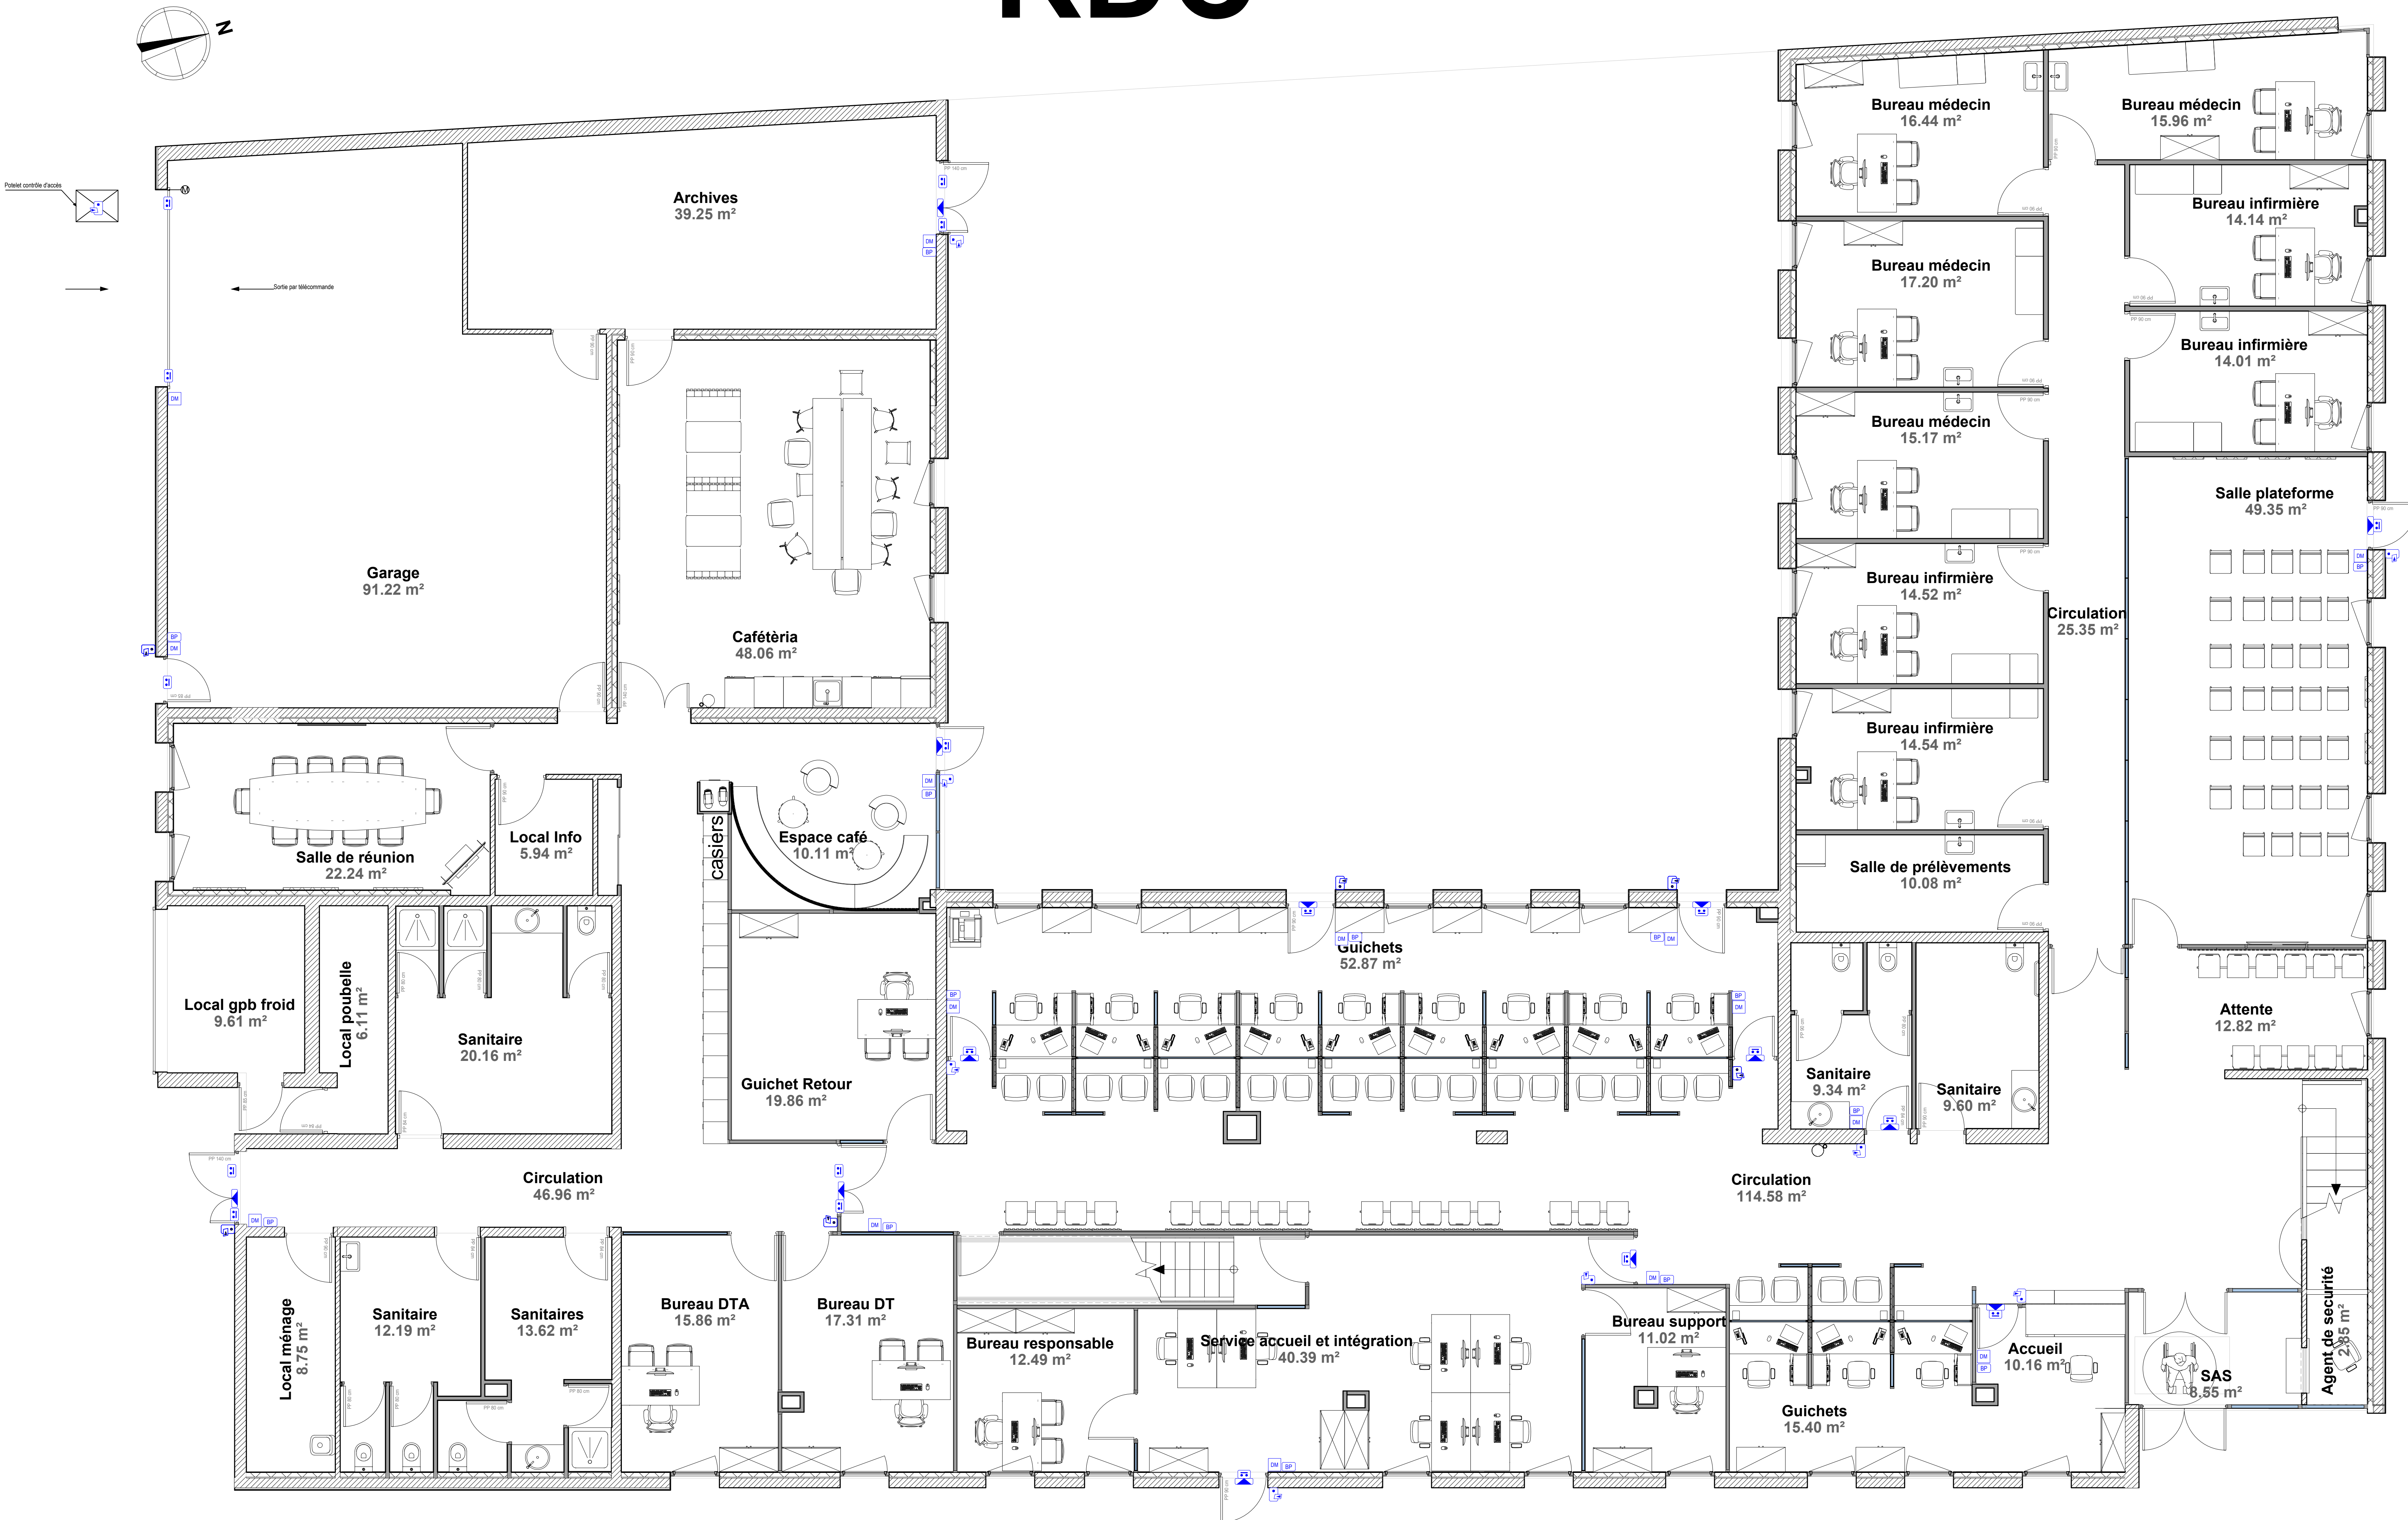 RDC
N
Potelet contrôle d'accès
Sortie par télécommande
Archives
39.25 m²
Garage
91.22 m²
Cafétèria
48.06 m²
Salle de réunion
22.24 m²
Local Info
5.94 m²
Espace café
10.11 m²
casiers
Local gpb froid
9.61 m²
Local poubelle
6.11 m²
Sanitaire
20.16 m²
Guichet Retour
19.86 m²
Circulation
46.96 m²
Local ménage
8.75 m²
Sanitaire
12.19 m²
Sanitaires
13.62 m²
Bureau DTA
15.86 m²
Bureau DT
17.31 m²
Bureau responsable
12.49 m²
Service accueil et intégration
40.39 m²
Bureau support
11.02 m²
Guichets
15.40 m²
Accueil
10.16 m²
SAS
8.55 m²
Agent de securité
2.85 m²
Circulation
114.58 m²
Guichets
52.87 m²
Sanitaire
9.34 m²
Sanitaire
9.60 m²
Attente
12.82 m²
Salle plateforme
49.35 m²
Circulation
25.35 m²
Salle de prélèvements
10.08 m²
Bureau infirmière
14.54 m²
Bureau infirmière
14.52 m²
Bureau médecin
15.17 m²
Bureau médecin
17.20 m²
Bureau médecin
16.44 m²
Bureau médecin
15.96 m²
Bureau infirmière
14.14 m²
Bureau infirmière
14.01 m²
PP 140 cm
PP 90 cm
DM
BP
M